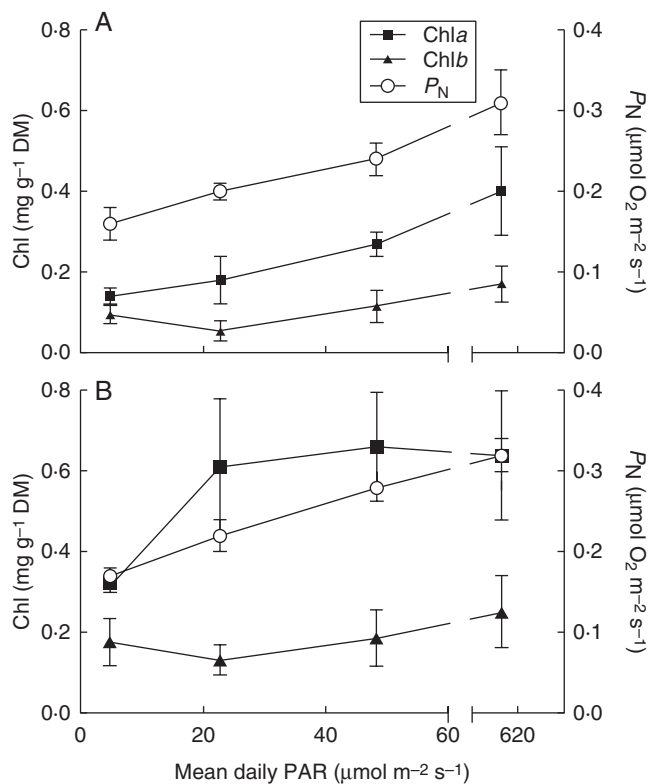 A
Chla
Chlb
PN
0·8
0·6
0·4
0·2
0·0
Chl (mg g–1 DM)
0·4
0·3
0·2
0·1
0·0
PN (μmol O2 m–2 s–1)
B
0·8
0·6
0·4
0·2
0·0
Chl (mg g–1 DM)
0·4
0·3
0·2
0·1
0·0
PN (μmol O2 m–2 s–1)
0 20 40 60 620
Mean daily PAR (μmol m–2 s–1)